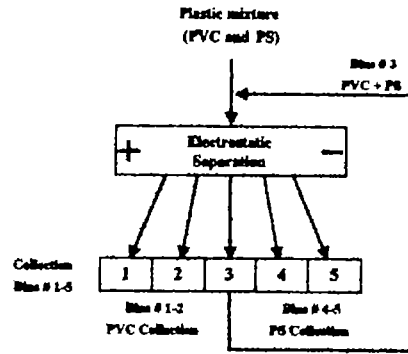 Plastic mixture
(PVC and PS)
Bins # 3
PVC + PS
+ Electrostatic −
Separation
Collection
Bins # 1-5
1 2 3 4 5
Bins # 1-2
PVC Collection
Bins # 4-5
PS Collection